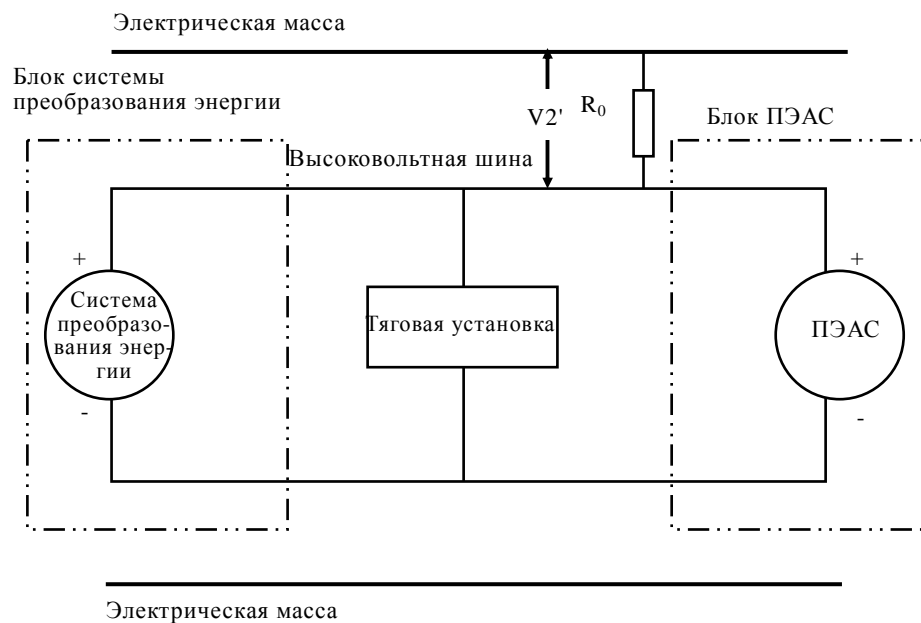 Электрическая масса
Блок системы
преобразования энергии
V2'
R0
Блок ПЭАС
Высоковольтная шина
+
+
Система
преобразо-
вания энер-
гии
Тяговая установка
ПЭАС
-
-
Электрическая масса